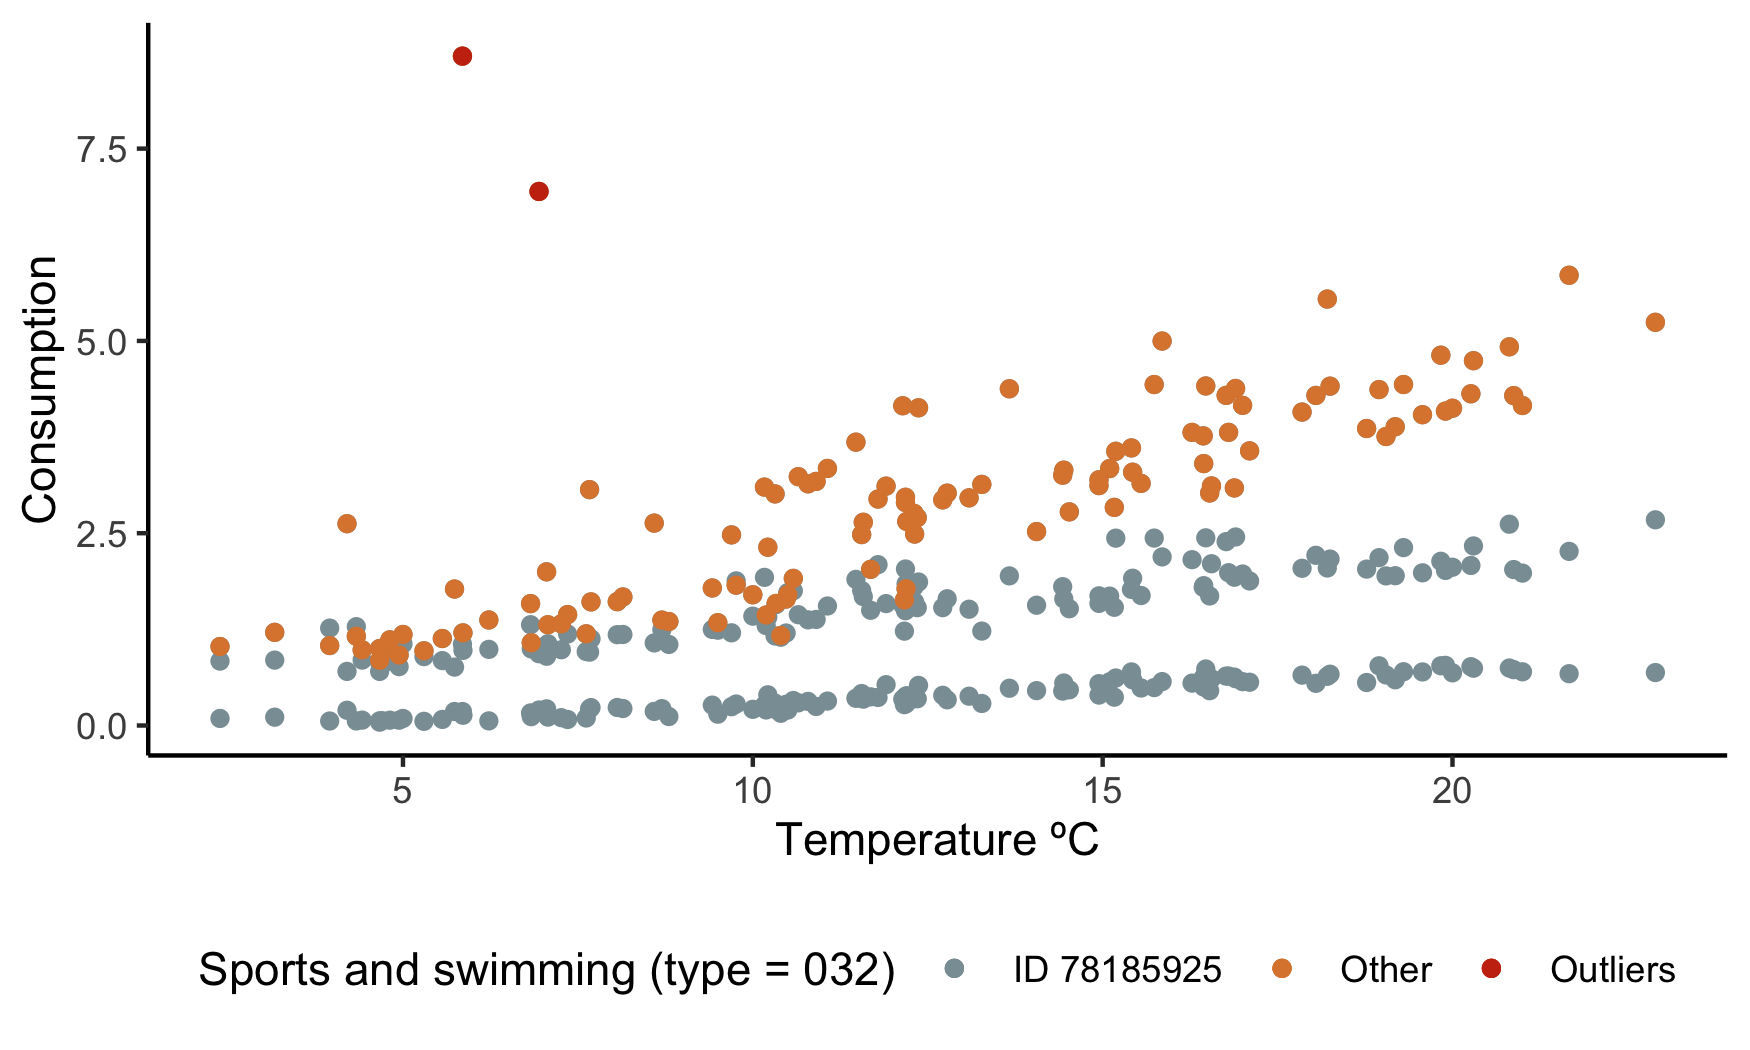 7.5
5.0
2.5
0.0
Consumption
5 10 15 20
Temperature ºC
Sports and swimming (type = 032) ID 78185925 Other Outliers